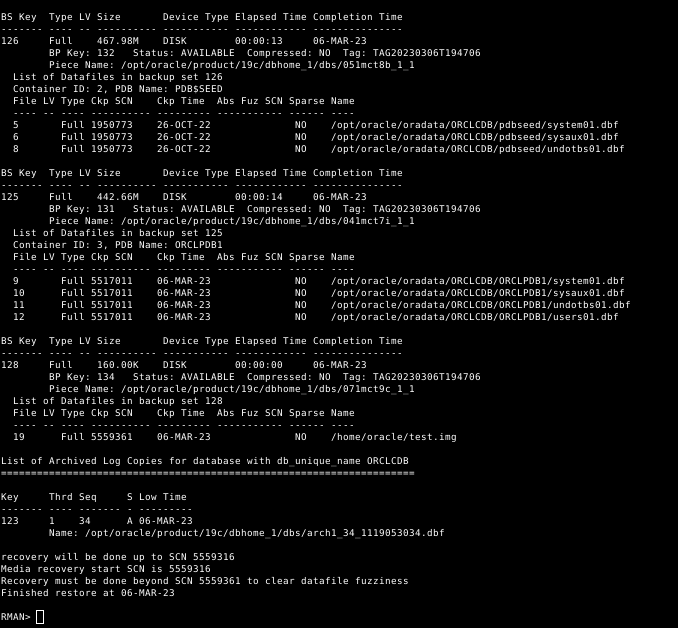 BS Key  Type LV Size       Device Type Elapsed Time Completion Time
------- ---- -- ---------- ----------- ------------ ---------------
126     Full    467.98M    DISK        00:00:13     06-MAR-23
        BP Key: 132   Status: AVAILABLE  Compressed: NO  Tag: TAG20230306T194706
        Piece Name: /opt/oracle/product/19c/dbhome_1/dbs/051mct8b_1_1
  List of Datafiles in backup set 126
  Container ID: 2, PDB Name: PDB$SEED
  File LV Type Ckp SCN    Ckp Time  Abs Fuz SCN Sparse Name
  ---- -- ---- ---------- --------- ----------- ------ ----
  5       Full 1950773    26-OCT-22              NO    /opt/oracle/oradata/ORCLCDB/pdbseed/system01.dbf
  6       Full 1950773    26-OCT-22              NO    /opt/oracle/oradata/ORCLCDB/pdbseed/sysaux01.dbf
  8       Full 1950773    26-OCT-22              NO    /opt/oracle/oradata/ORCLCDB/pdbseed/undotbs01.dbf
BS Key  Type LV Size       Device Type Elapsed Time Completion Time
------- ---- -- ---------- ----------- ------------ ---------------
125     Full    442.66M    DISK        00:00:14     06-MAR-23
        BP Key: 131   Status: AVAILABLE  Compressed: NO  Tag: TAG20230306T194706
        Piece Name: /opt/oracle/product/19c/dbhome_1/dbs/041mct7i_1_1
  List of Datafiles in backup set 125
  Container ID: 3, PDB Name: ORCLPDB1
  File LV Type Ckp SCN    Ckp Time  Abs Fuz SCN Sparse Name
  ---- -- ---- ---------- --------- ----------- ------ ----
  9       Full 5517011    06-MAR-23              NO    /opt/oracle/oradata/ORCLCDB/ORCLPDB1/system01.dbf
  10      Full 5517011    06-MAR-23              NO    /opt/oracle/oradata/ORCLCDB/ORCLPDB1/sysaux01.dbf
  11      Full 5517011    06-MAR-23              NO    /opt/oracle/oradata/ORCLCDB/ORCLPDB1/undotbs01.dbf
  12      Full 5517011    06-MAR-23              NO    /opt/oracle/oradata/ORCLCDB/ORCLPDB1/users01.dbf
BS Key  Type LV Size       Device Type Elapsed Time Completion Time
------- ---- -- ---------- ----------- ------------ ---------------
128     Full    160.00K    DISK        00:00:00     06-MAR-23
        BP Key: 134   Status: AVAILABLE  Compressed: NO  Tag: TAG20230306T194706
        Piece Name: /opt/oracle/product/19c/dbhome_1/dbs/071mct9c_1_1
  List of Datafiles in backup set 128
  File LV Type Ckp SCN    Ckp Time  Abs Fuz SCN Sparse Name
  ---- -- ---- ---------- --------- ----------- ------ ----
  19      Full 5559361    06-MAR-23              NO    /home/oracle/test.img
List of Archived Log Copies for database with db_unique_name ORCLCDB
=====================================================================
Key     Thrd Seq     S Low Time
------- ---- ------- - ---------
123     1    34      A 06-MAR-23
        Name: /opt/oracle/product/19c/dbhome_1/dbs/arch1_34_1119053034.dbf
recovery will be done up to SCN 5559316
Media recovery start SCN is 5559316
Recovery must be done beyond SCN 5559361 to clear datafile fuzziness
Finished restore at 06-MAR-23
RMAN>